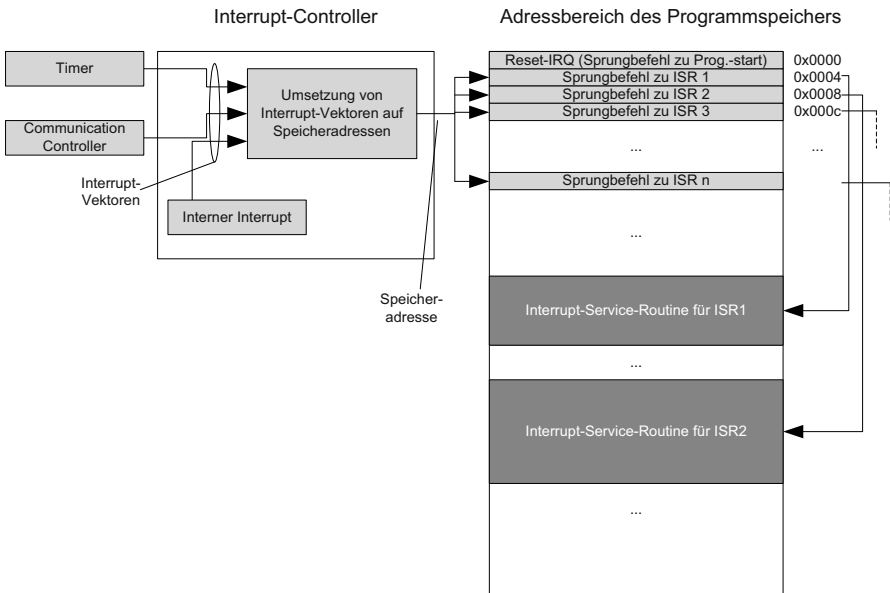 Interrupt-Controller
Adressbereich des Programmspeichers
Timer
Communication
Controller
Interrupt-
Vektoren
Umsetzung von
Interrupt-Vektoren auf
Speicheradressen
Interner Interrupt
Speicher-
adresse
Reset-IRQ (Sprungbefehl zu Prog.-start) 0x0000
Sprungbefehl zu ISR 1 0x0004
Sprungbefehl zu ISR 2 0x0008
Sprungbefehl zu ISR 3 0x000c
... ...
Sprungbefehl zu ISR n
...
Interrupt-Service-Routine für ISR1
...
Interrupt-Service-Routine für ISR2
...